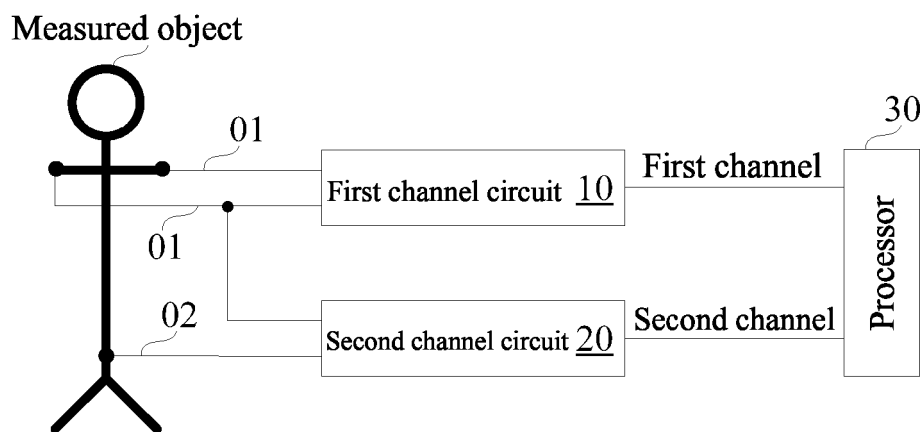 Measured object
30
01
First channel
First channel circuit 10
01
Processor
02
Second channel
Second channel circuit 20